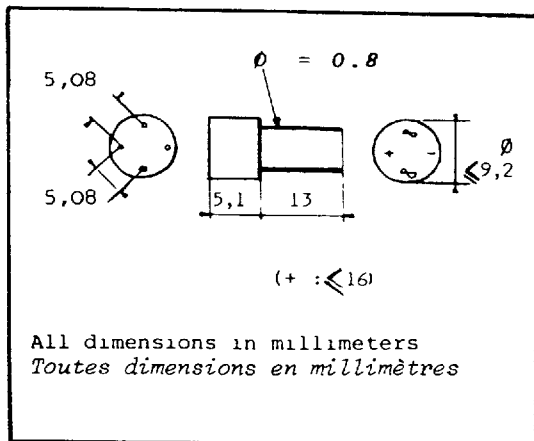 Ø = 0.8
5,08
5,08
+ ~ ~ -
Ø
≤9,2
5,1 13
(+ : ≤16)
All dimensions in millimeters
Toutes dimensions en millimètres